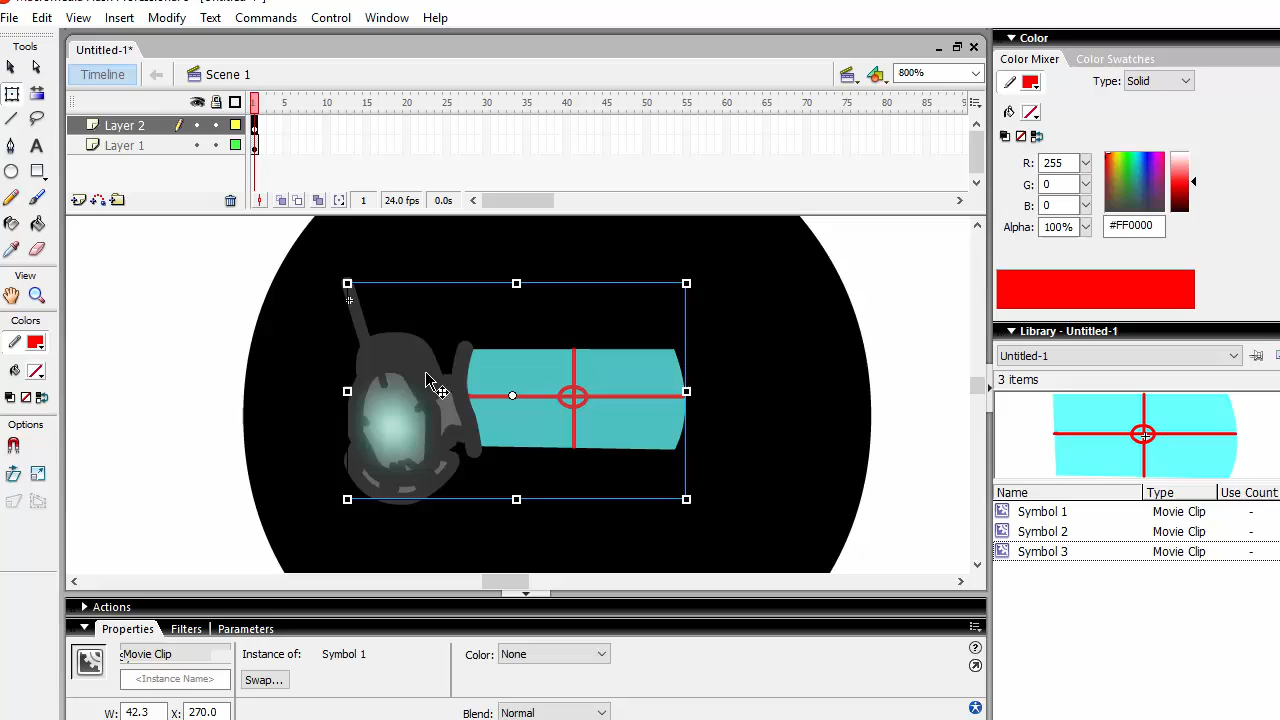 File Edit View Insert Modify Text Commands Control Window Help
Tools
Untitled-1*
Timeline
Scene 1
800%
1 5 10 15 20 25 30 35 40 45 50 55 60 65 70 75 80 85
Layer 2
Layer 1
1 24.0 fps 0.0s
View
Colors
Options
Color
Color Mixer Color Swatches
Type: Solid
R: 255
G: 0
B: 0
Alpha: 100% #FF0000
Library - Untitled-1
Untitled-1
3 items
Name Type Use Count
Symbol 1 Movie Clip -
Symbol 2 Movie Clip -
Symbol 3 Movie Clip -
Actions
Properties Filters Parameters
Movie Clip Instance of: Symbol 1 Color: None
<Instance Name> Swap...
W: 42.3 X: 270.0 Blend: Normal